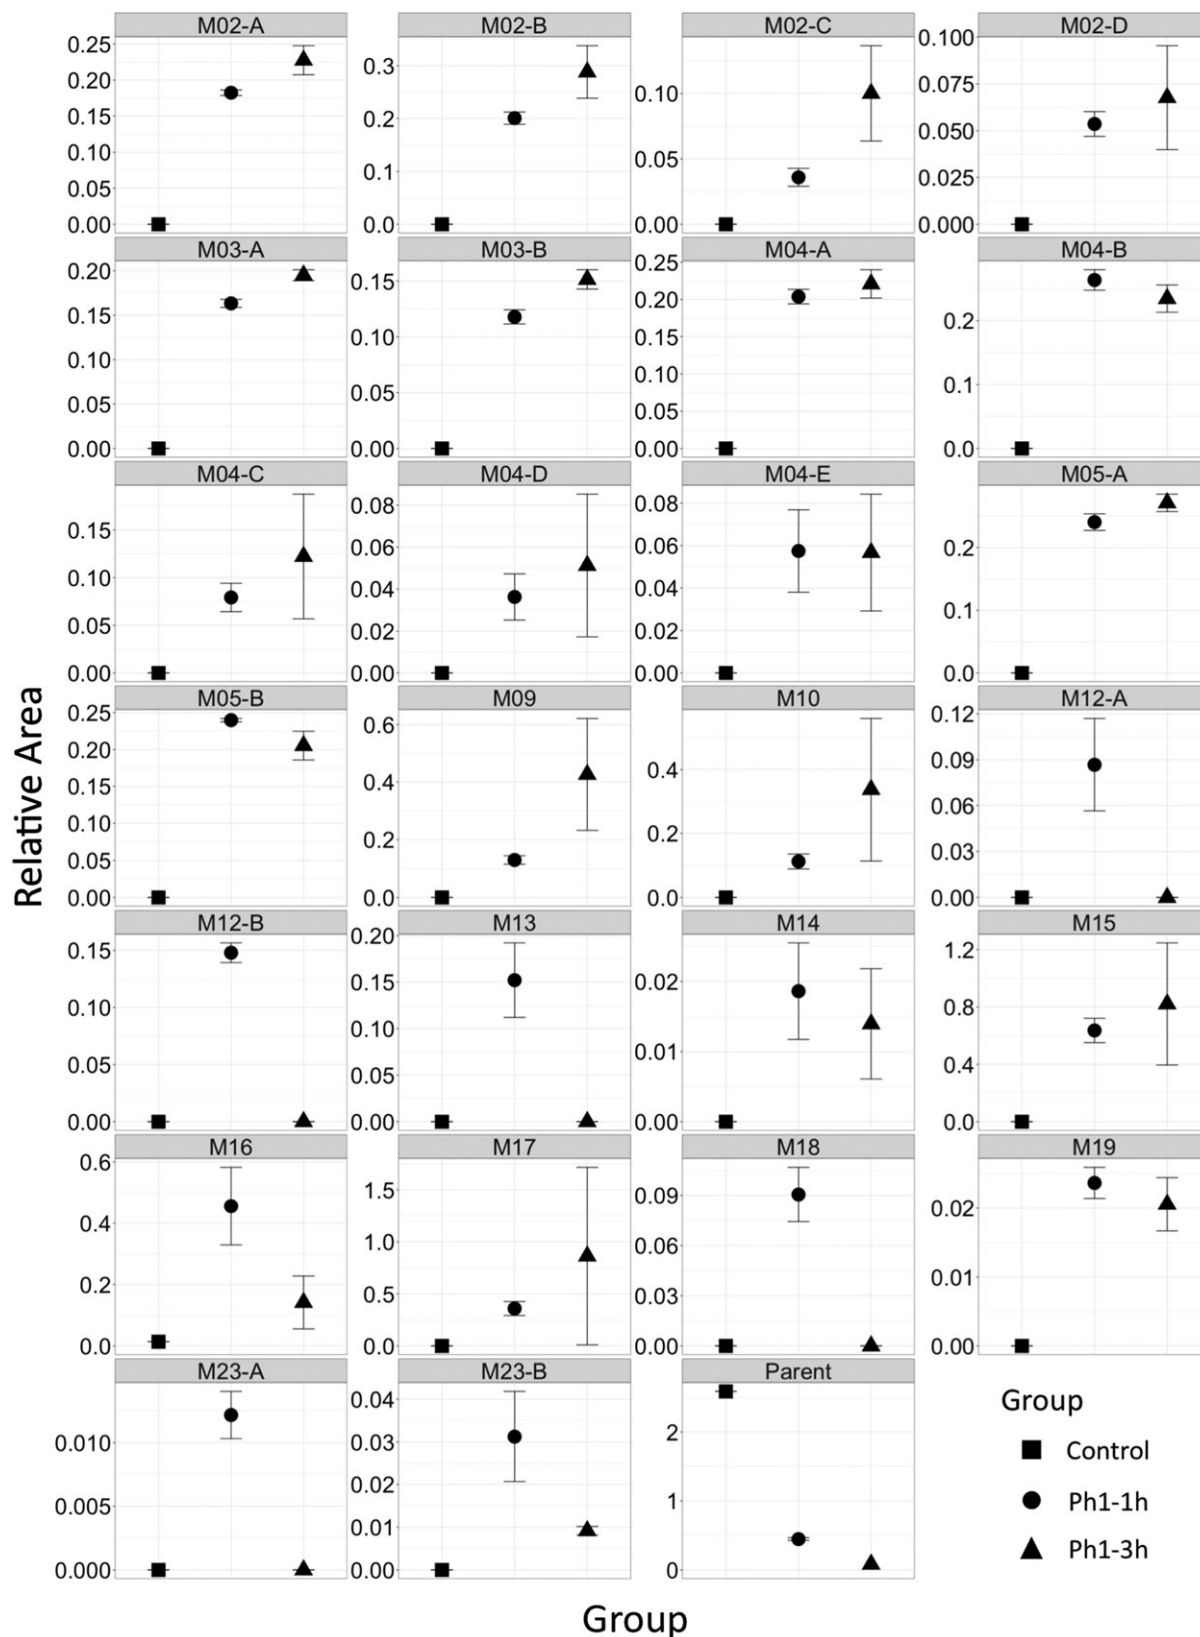 M02-A M02-B M02-C M02-D
0.25 0.20 0.15 0.10 0.05 0.00
0.3 0.2 0.1 0.0
0.10 0.05 0.00
0.100 0.075 0.050 0.025 0.000
M03-A M03-B M04-A M04-B
0.20 0.15 0.10 0.05 0.00
0.15 0.10 0.05 0.00
0.25 0.20 0.15 0.10 0.05 0.00
0.2 0.1 0.0
M04-C M04-D M04-E M05-A
0.15 0.10 0.05 0.00
0.08 0.06 0.04 0.02 0.00
0.08 0.06 0.04 0.02 0.00
0.2 0.1 0.0
M05-B M09 M10 M12-A
0.25 0.20 0.15 0.10 0.05 0.00
0.6 0.4 0.2 0.0
0.4 0.2 0.0
0.12 0.09 0.06 0.03 0.00
M12-B M13 M14 M15
0.15 0.10 0.05 0.00
0.20 0.15 0.10 0.05 0.00
0.02 0.01 0.00
1.2 0.8 0.4 0.0
M16 M17 M18 M19
0.6 0.4 0.2 0.0
1.5 1.0 0.5 0.0
0.09 0.06 0.03 0.00
0.02 0.01 0.00
M23-A M23-B Parent
0.010 0.005 0.000
0.04 0.03 0.02 0.01 0.00
2 1 0
Relative Area
Group
Group
Control
Ph1-1h
Ph1-3h